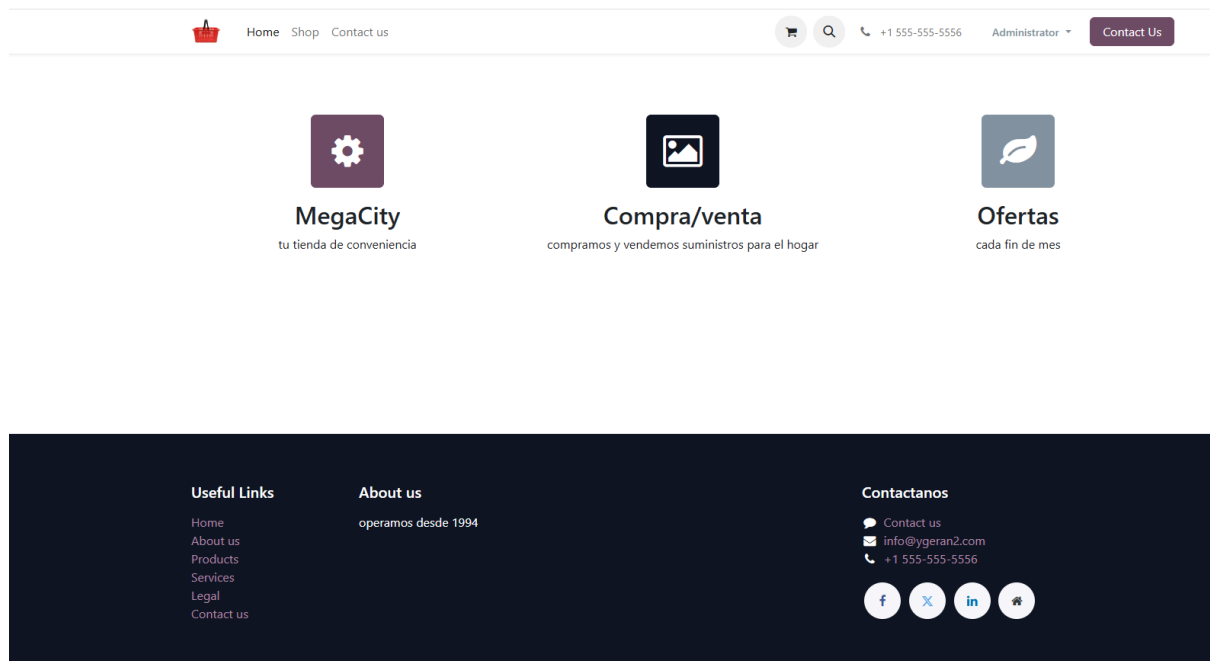 Home Shop Contact us +1 555-555-5556 Administrator Contact Us
MegaCity
tu tienda de conveniencia
Compra/venta
compramos y vendemos suministros para el hogar
Ofertas
cada fin de mes
Useful Links
Home
About us
Products
Services
Legal
Contact us
About us
operamos desde 1994
Contactanos
Contact us
info@ygeran2.com
+1 555-555-5556
f X in